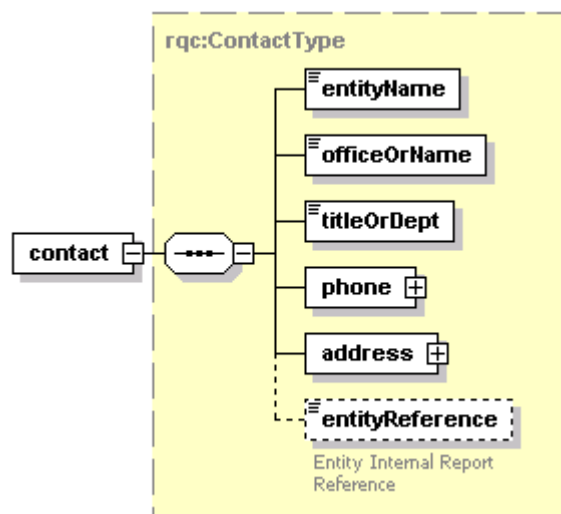 rqc:ContactType
entityName
officeOrName
titleOrDept
contact
phone
address
entityReference
Entity Internal Report
Reference